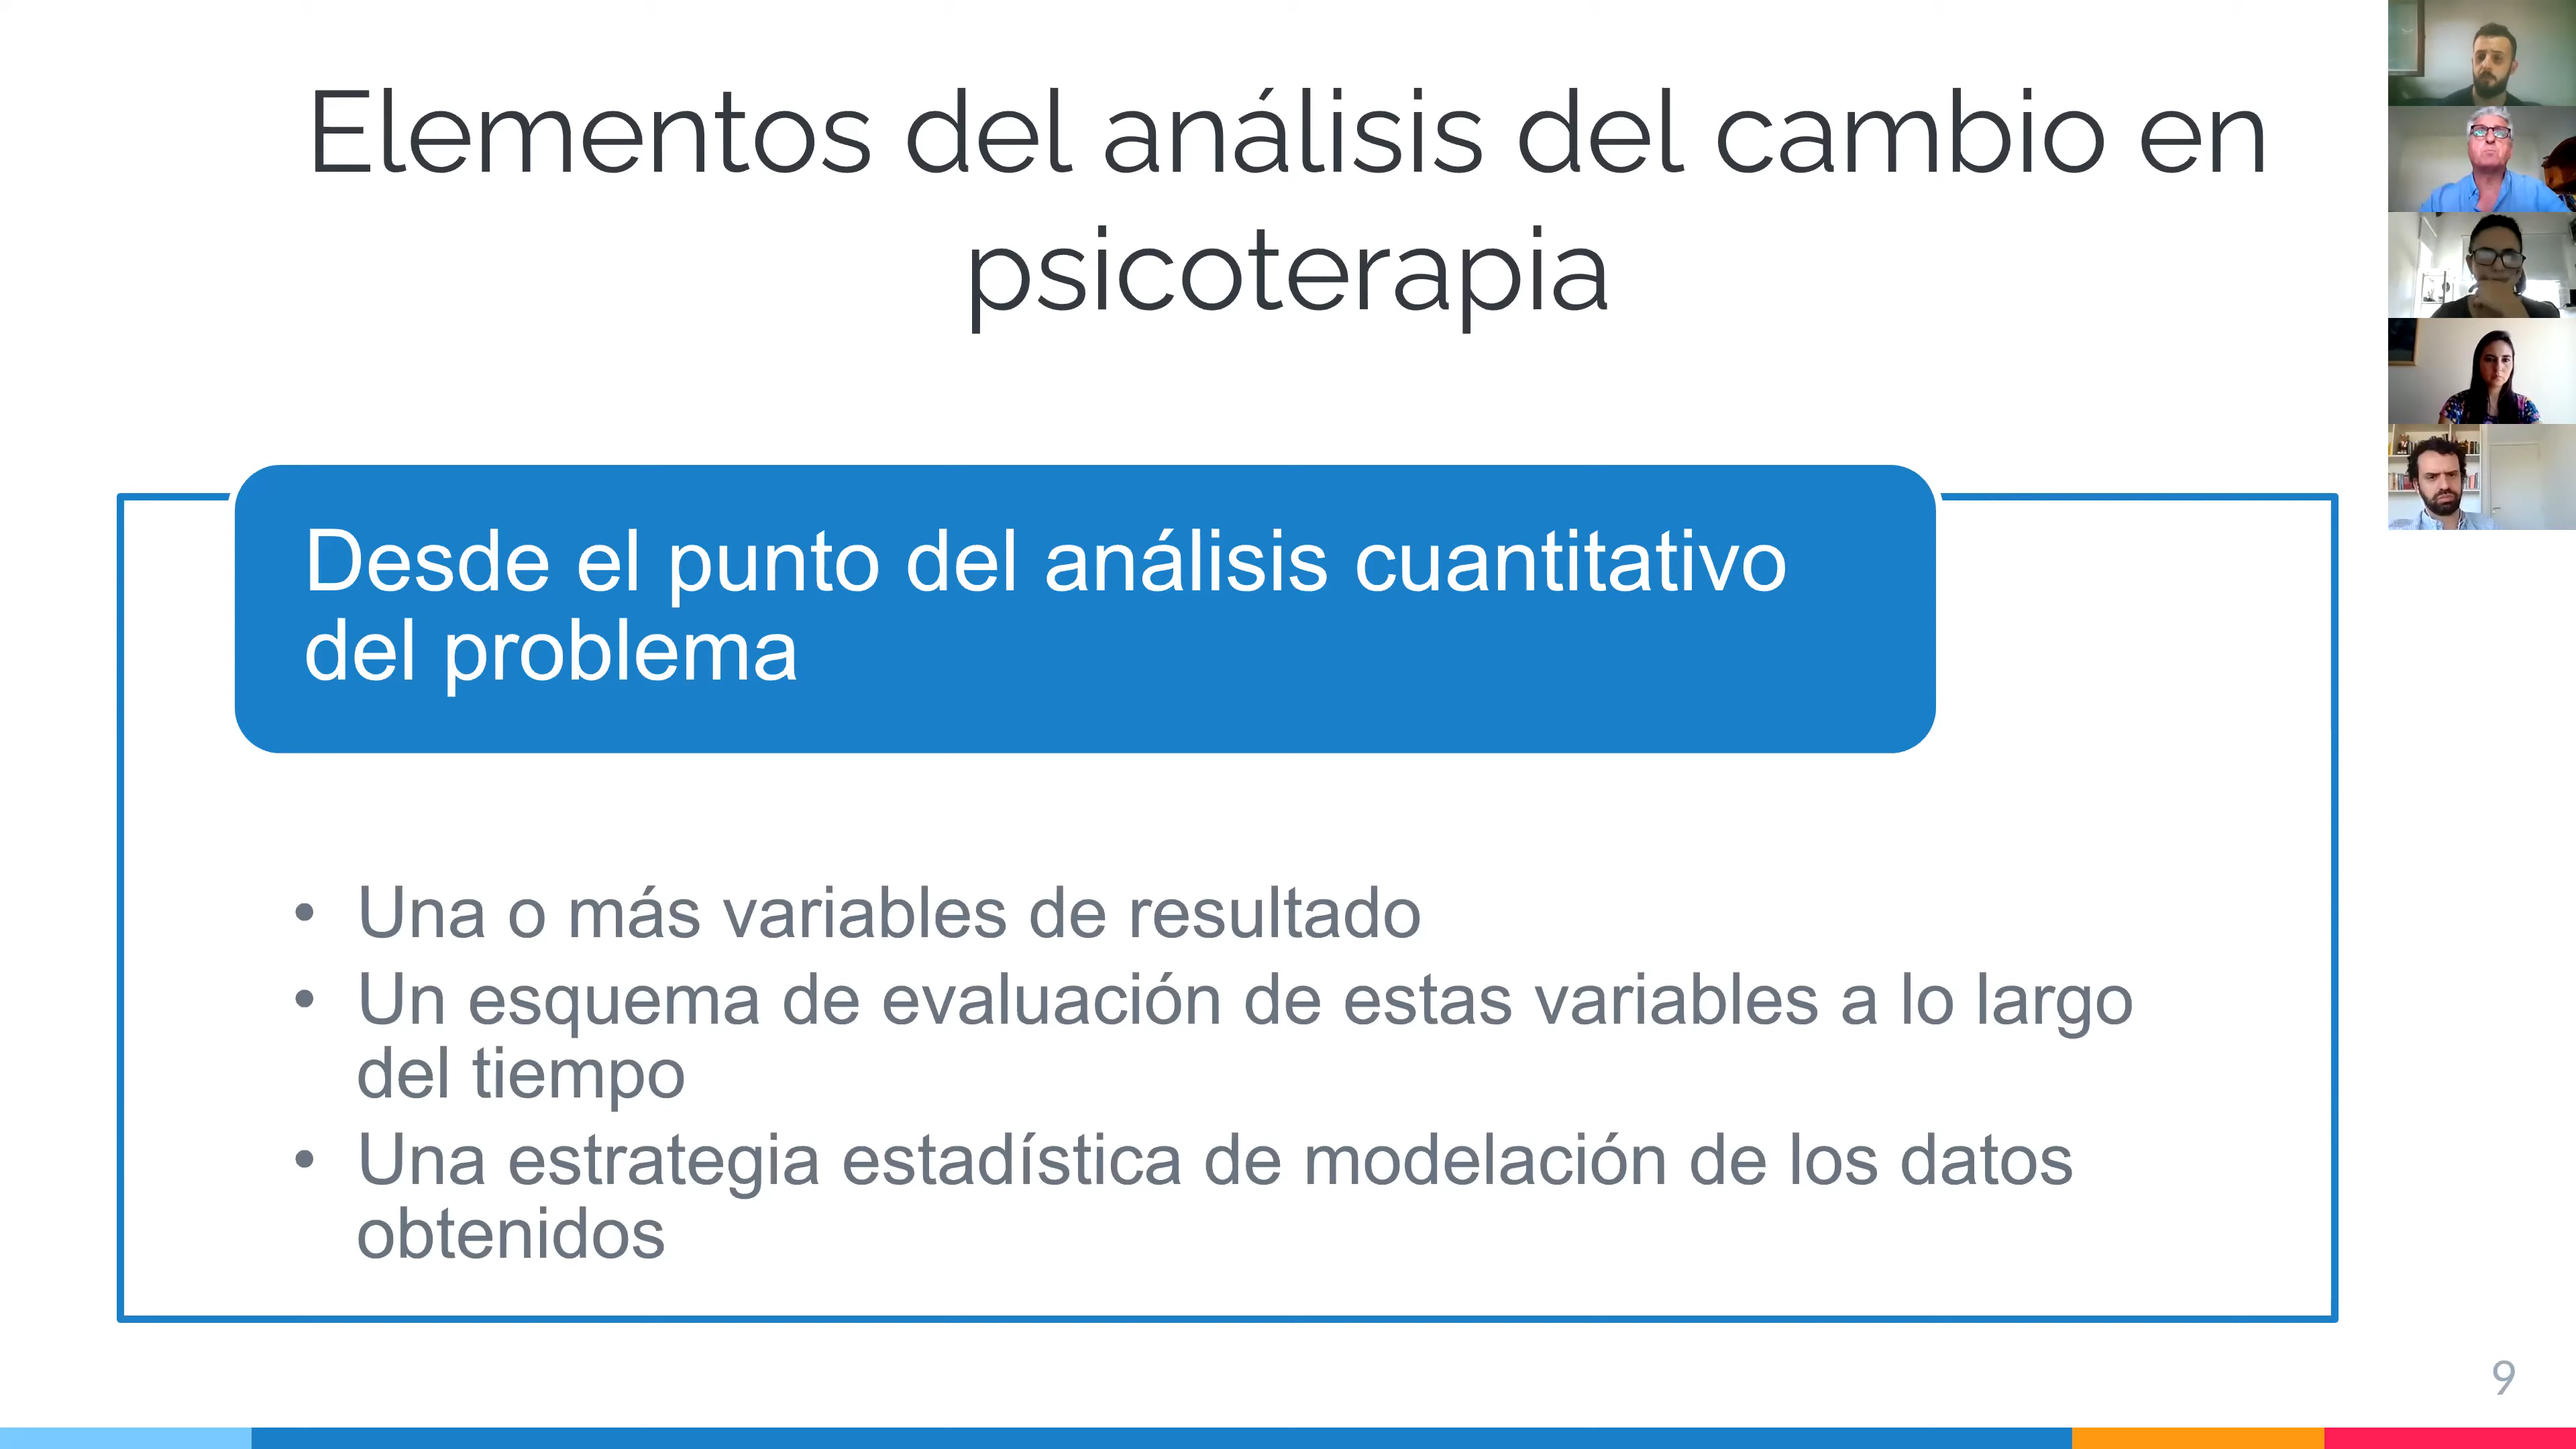 Elementos del análisis del cambio en
psicoterapia
Desde el punto del análisis cuantitativo
del problema
• Una o más variables de resultado
• Un esquema de evaluación de estas variables a lo largo
del tiempo
• Una estrategia estadística de modelación de los datos
obtenidos
9